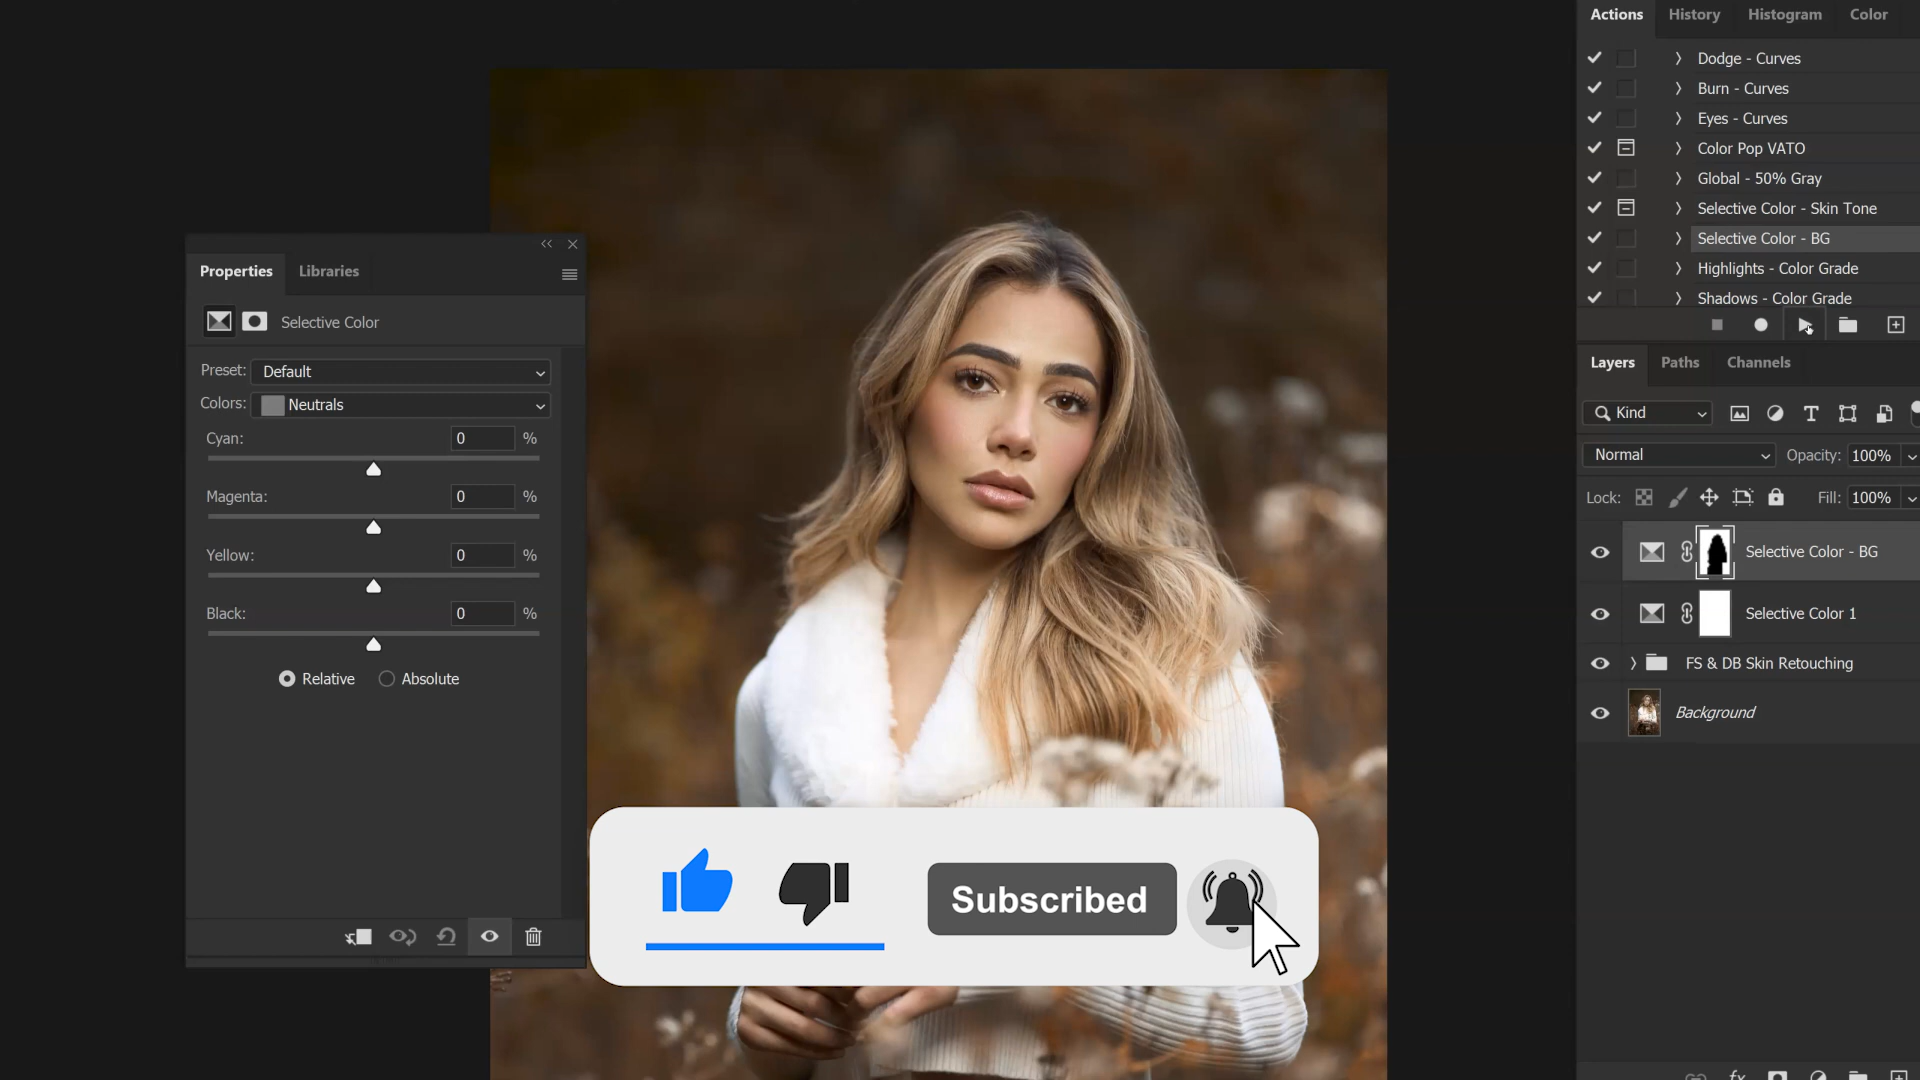 Actions History Histogram Color
Dodge - Curves
Burn - Curves
Eyes - Curves
Color Pop VATO
Global - 50% Gray
Selective Color - Skin Tone
Selective Color - BG
Highlights - Color Grade
Shadows - Color Grade
Properties Libraries
Selective Color
Preset: Default
Colors: Neutrals
Cyan: 0 %
Magenta: 0 %
Yellow: 0 %
Black: 0 %
Relative Absolute
Layers Paths Channels
Kind
Normal Opacity: 100%
Lock: Fill: 100%
Selective Color - BG
Selective Color 1
FS & DB Skin Retouching
Background
Subscribed
fx